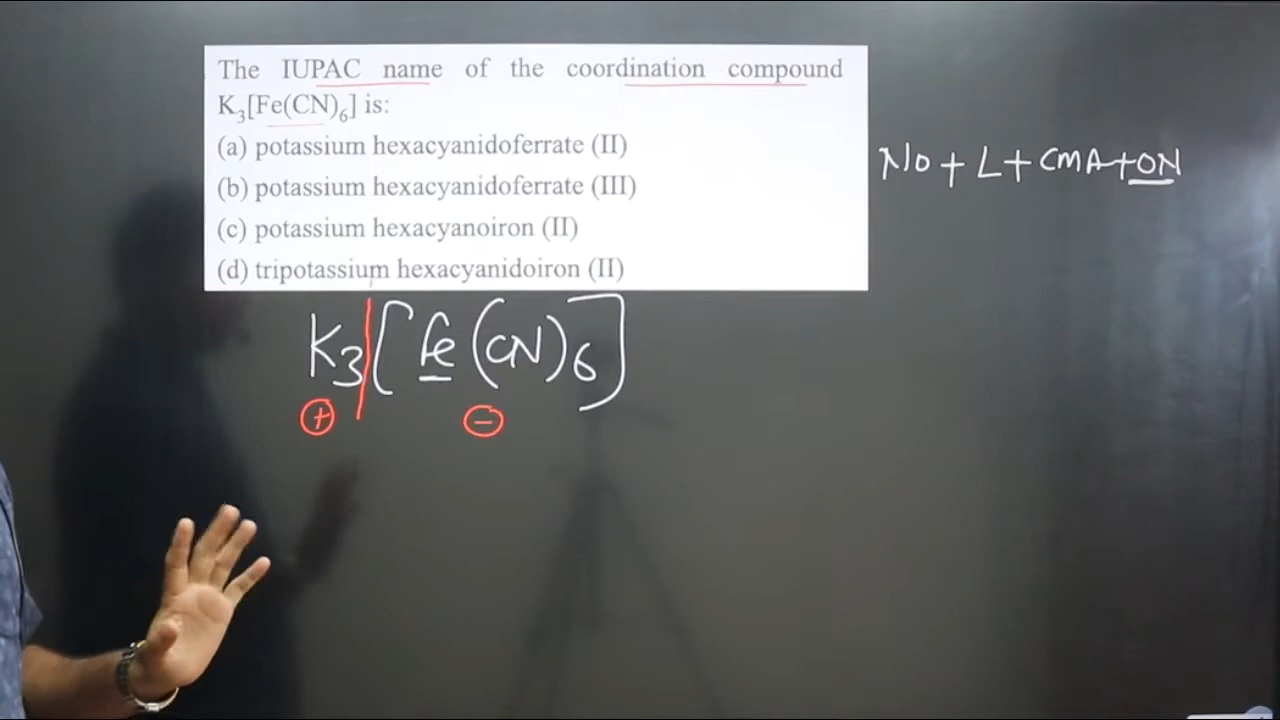 The IUPAC name of the coordination compound
K₃[Fe(CN)₆] is:
(a) potassium hexacyanidoferrate (II)
(b) potassium hexacyanidoferrate (III)
(c) potassium hexacyanoiron (II)
(d) tripotassium hexacyanidoiron (II)
No + L + CMA + ON
K₃[Fe(CN)₆]
+ −